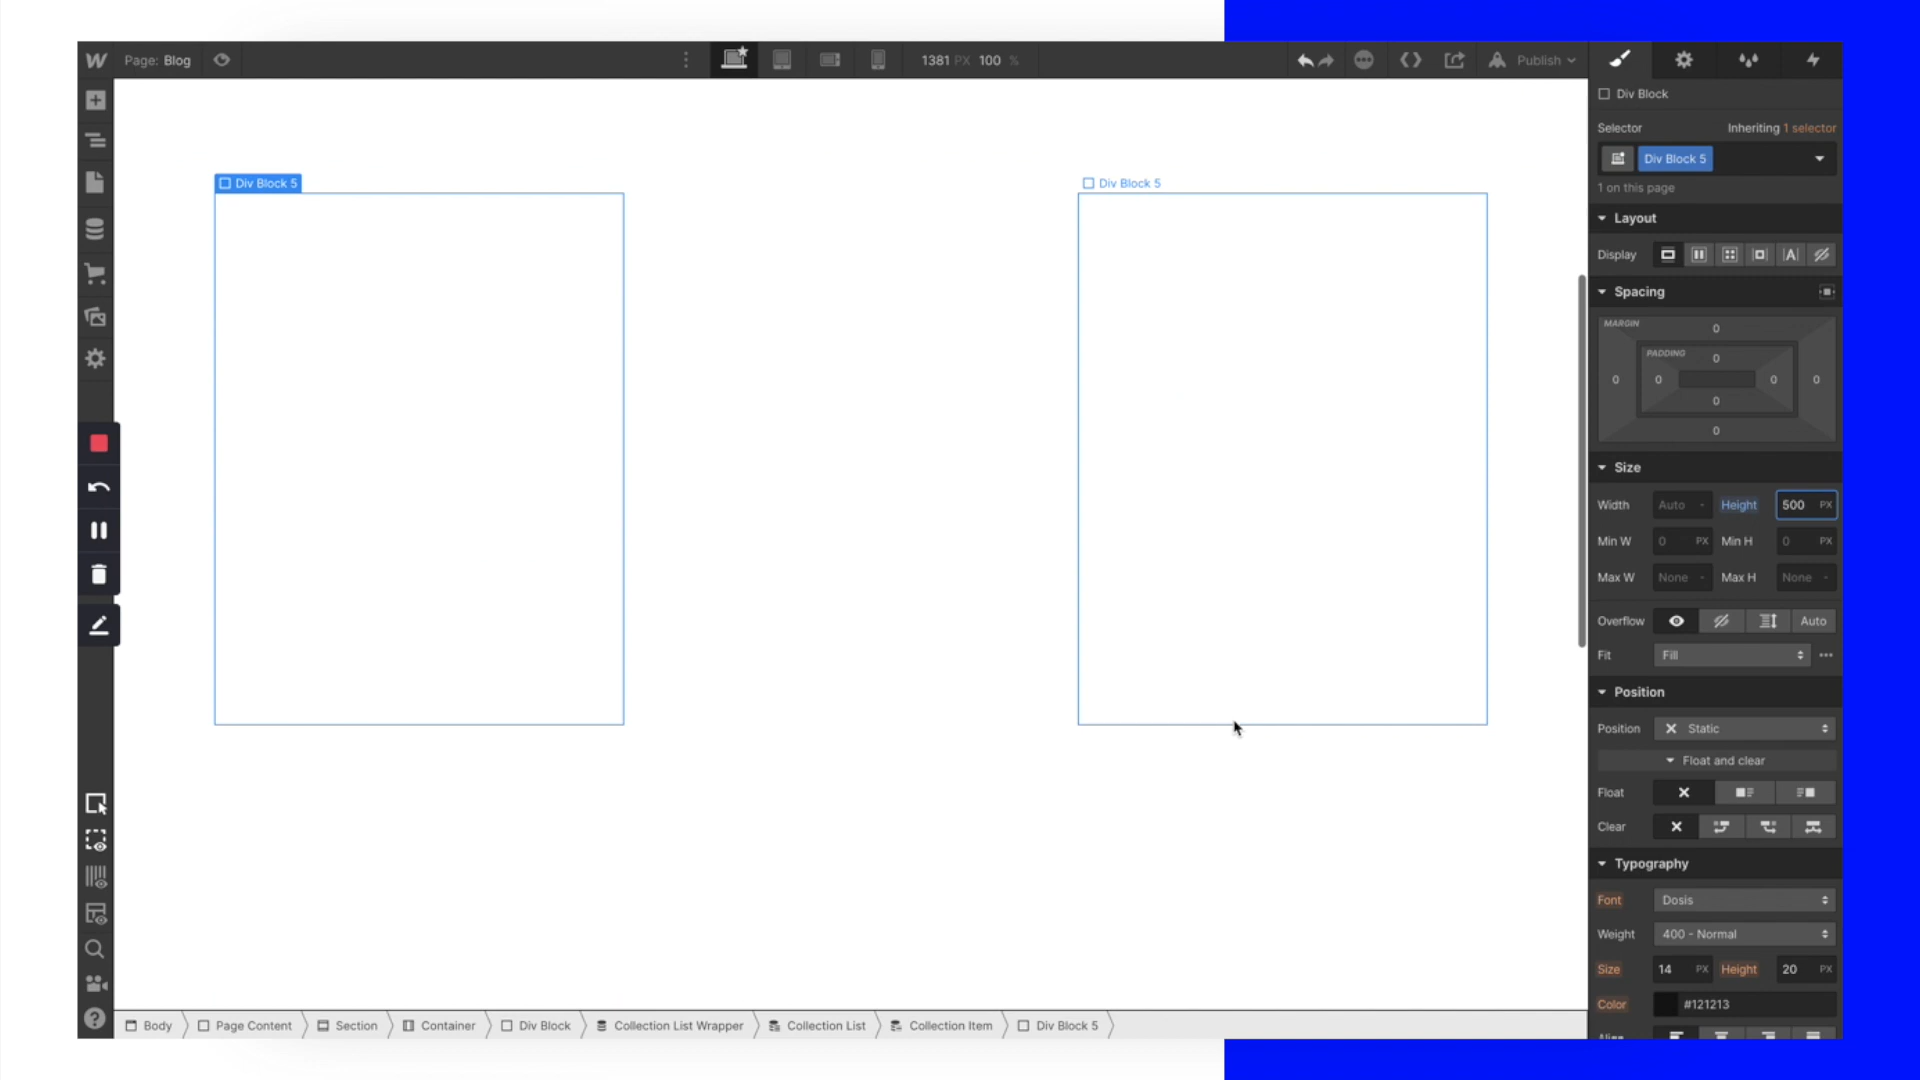 Page: Blog
1381 PX 100 %
Publish
Div Block
Selector
Inheriting 1 selector
Div Block 5
1 on this page
Layout
Display
Spacing
MARGIN
0
PADDING
0
0
0
0
0
0
0
Size
Width Auto - Height 500 PX
Min W 0 PX Min H 0 PX
Max W None - Max H None -
Overflow Auto
Fit Fill
Position
Position Static
Float and clear
Float
Clear
Typography
Font Dosis
Weight 400 - Normal
Size 14 PX Height 20 PX
Color #121213
Align
Div Block 5
Div Block 5
Body
Page Content
Section
Container
Div Block
Collection List Wrapper
Collection List
Collection Item
Div Block 5